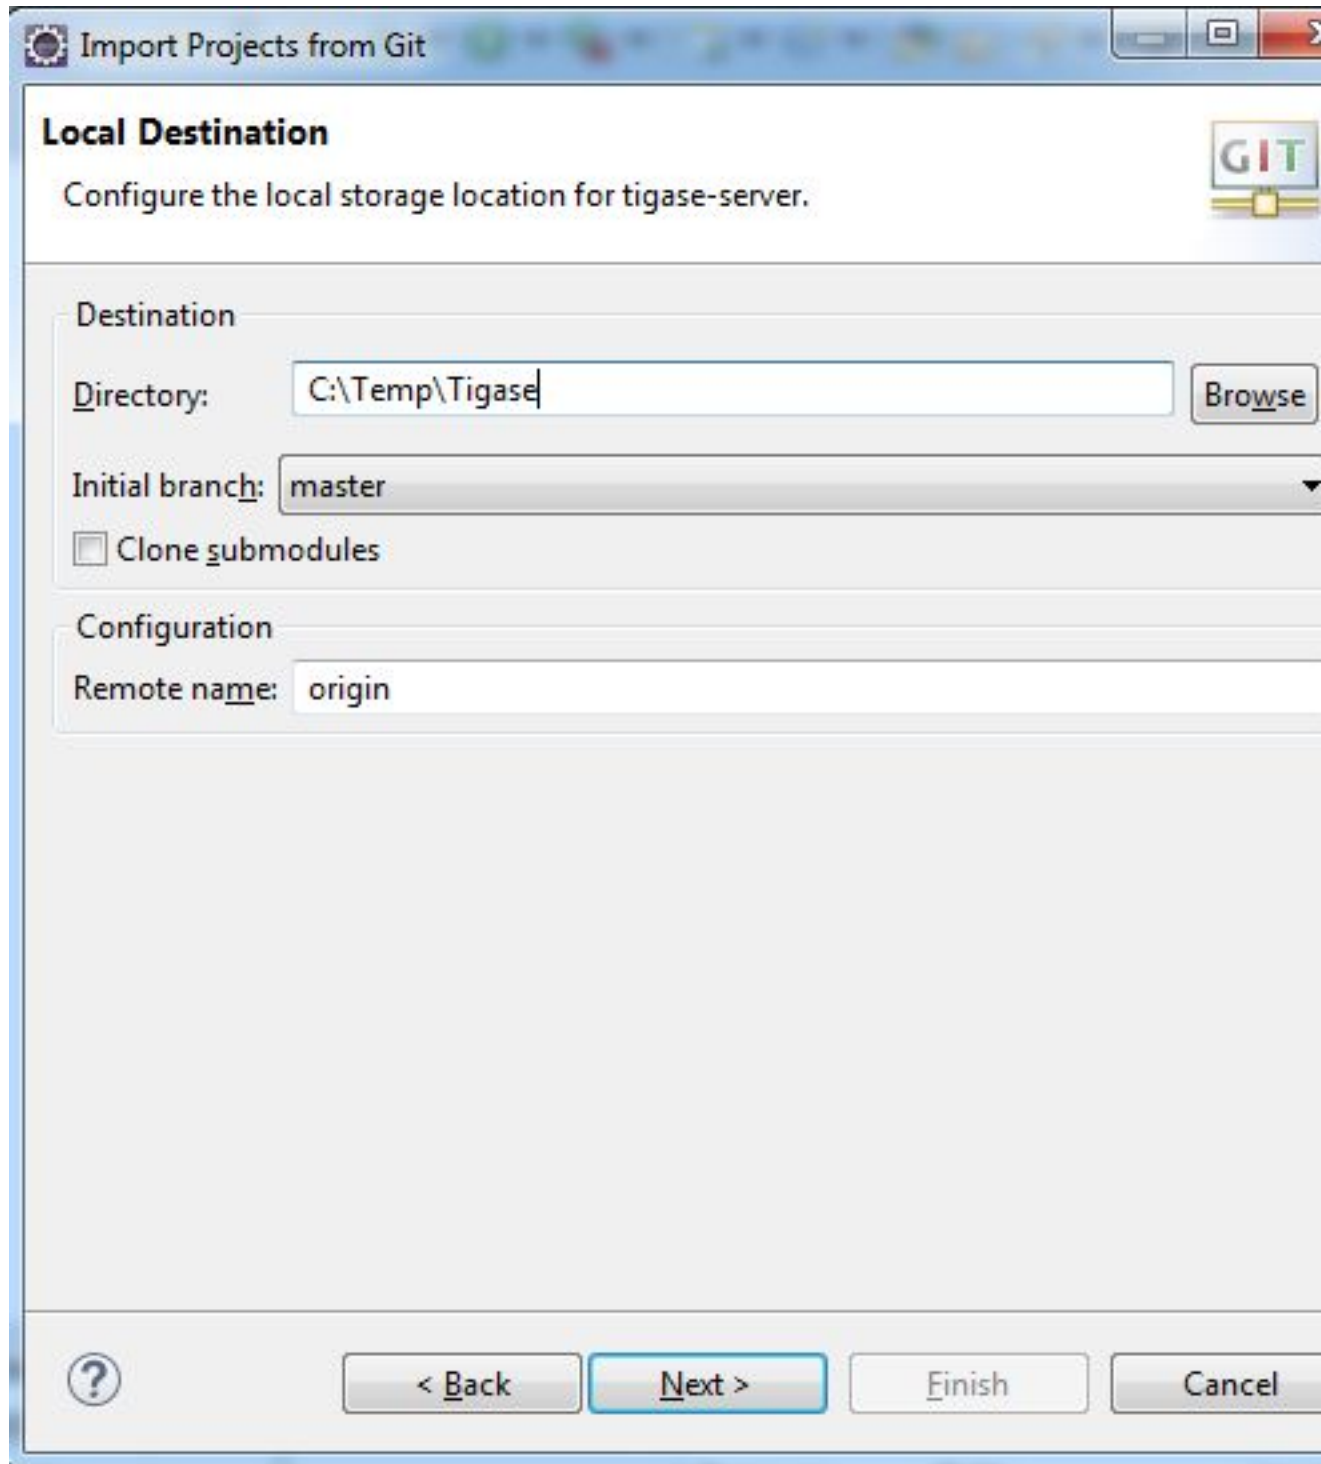 Import Projects from Git
Local Destination
Configure the local storage location for tigase-server.
GIT
Destination
Directory: C:\Temp\Tigase Browse
Initial branch: master
Clone submodules
Configuration
Remote name: origin
? < Back Next > Finish Cancel